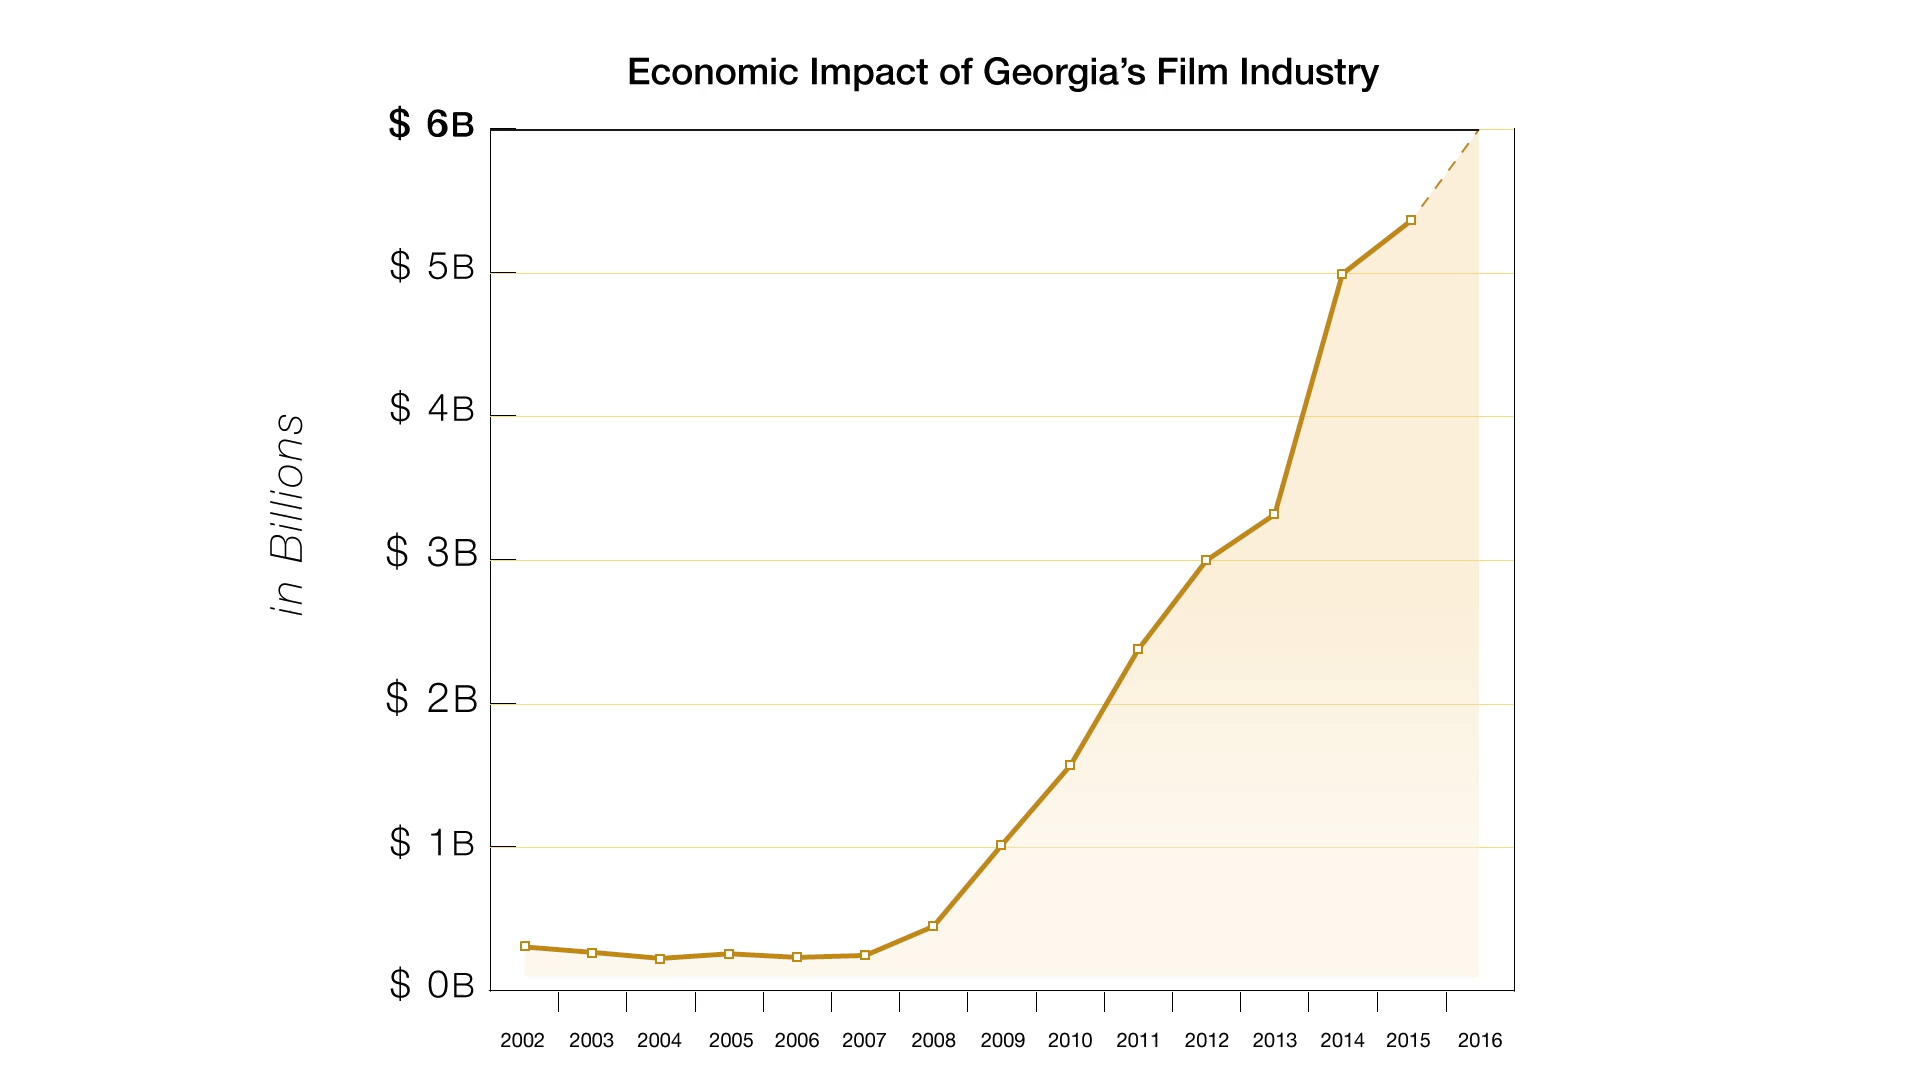 Economic Impact of Georgia’s Film Industry
$ 6B
$ 5B
$ 4B
$ 3B
$ 2B
$ 1B
$ 0B
in Billions
2002 2003 2004 2005 2006 2007 2008 2009 2010 2011 2012 2013 2014 2015 2016